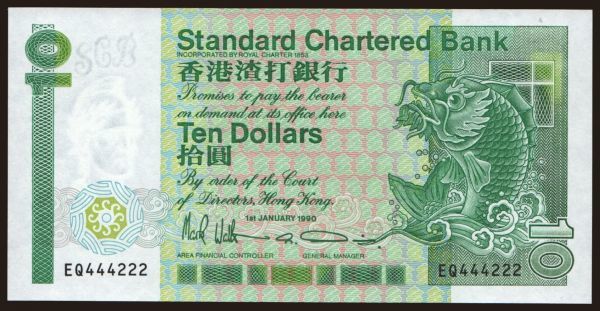 10
SCB
Standard Chartered Bank
INCORPORATED BY ROYAL CHARTER 1853
香港渣打銀行
Promises to pay the bearer
on demand at its office here
Ten Dollars
拾圓
By order of the Court
of Directors, Hong Kong.
1st JANUARY 1990
AREA FINANCIAL CONTROLLER GENERAL MANAGER
EQ444222 EQ444222
10